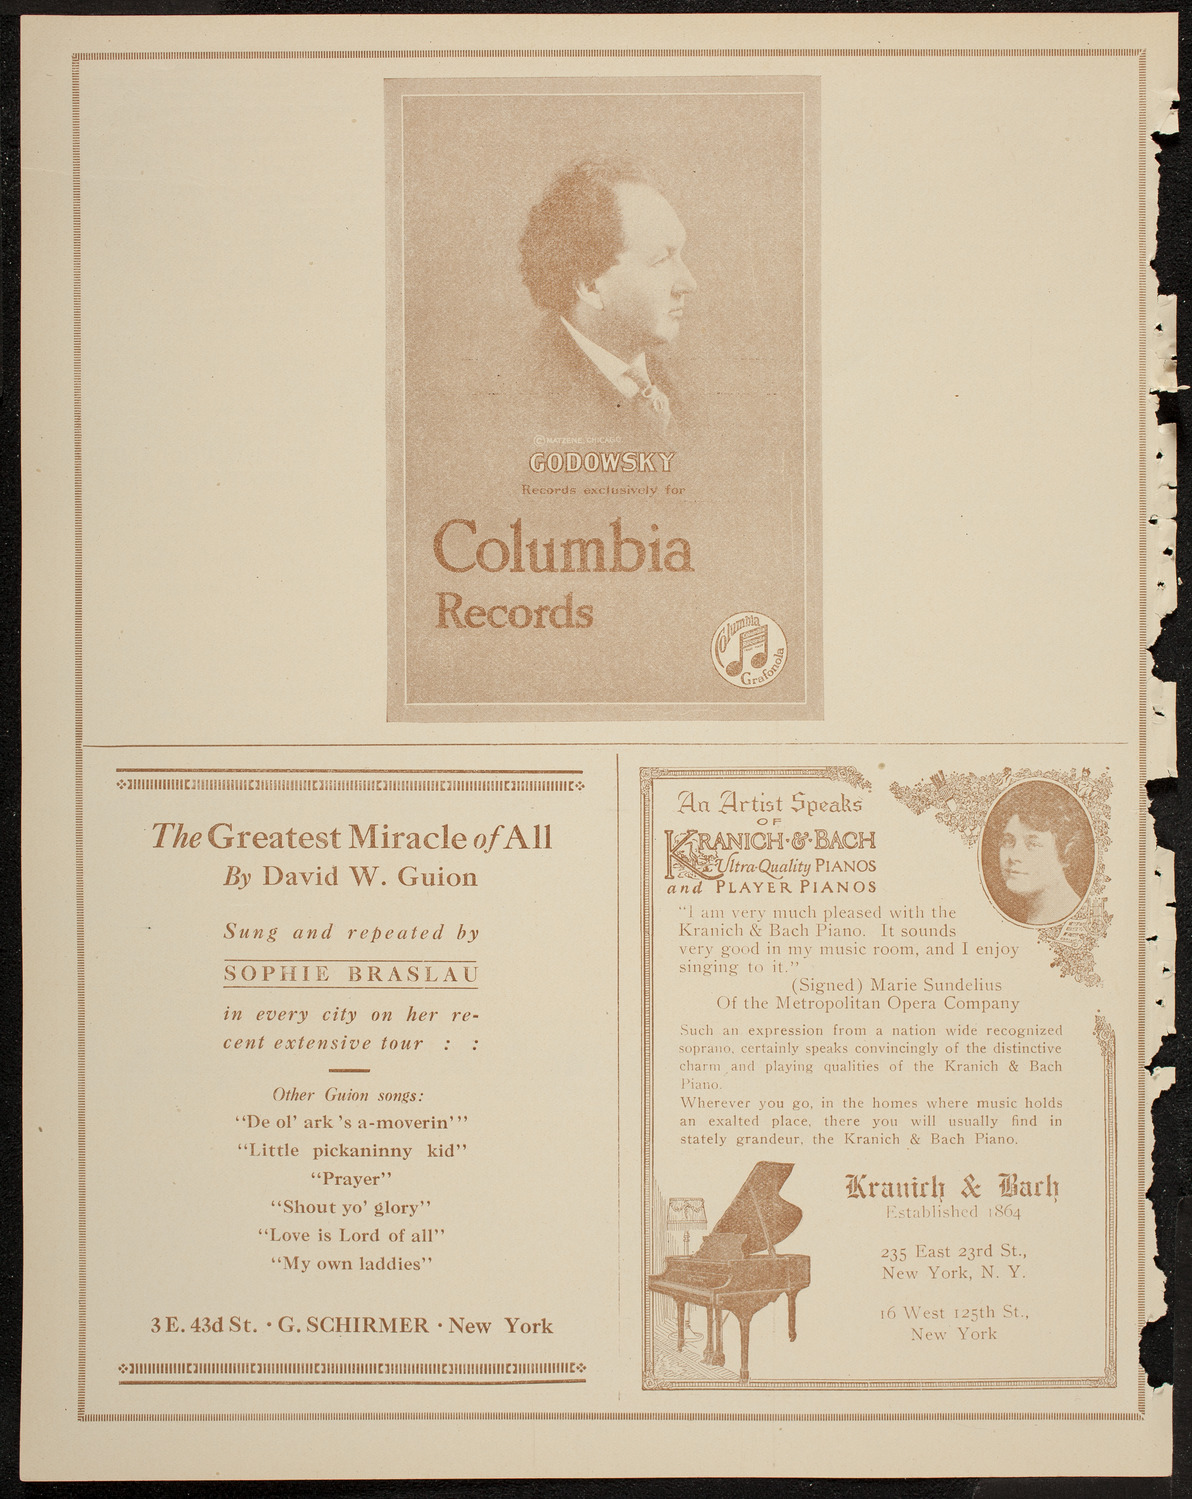 © MATZENE, CHICAGO
GODOWSKY
Records exclusively for
Columbia
Records
Columbia
Grafonola
The Greatest Miracle of All
By David W. Guion
Sung and repeated by
SOPHIE BRASLAU
in every city on her re-
cent extensive tour : :
Other Guion songs:
“De ol’ ark ’s a-moverin’”
“Little pickaninny kid”
“Prayer”
“Shout yo’ glory”
“Love is Lord of all”
“My own laddies”
3 E. 43d St. · G. SCHIRMER · New York
An Artist Speaks
OF
KRANICH·&·BACH
Ultra-Quality PIANOS
and PLAYER PIANOS
“I am very much pleased with the
Kranich & Bach Piano. It sounds
very good in my music room, and I enjoy
singing to it.”
(Signed) Marie Sundelius
Of the Metropolitan Opera Company
Such an expression from a nation wide recognized
soprano, certainly speaks convincingly of the distinctive
charm and playing qualities of the Kranich & Bach
Piano.
Wherever you go, in the homes where music holds
an exalted place, there you will usually find in
stately grandeur, the Kranich & Bach Piano.
Kranich & Bach
Established 1864
235 East 23rd St.,
New York, N. Y.
16 West 125th St.,
New York